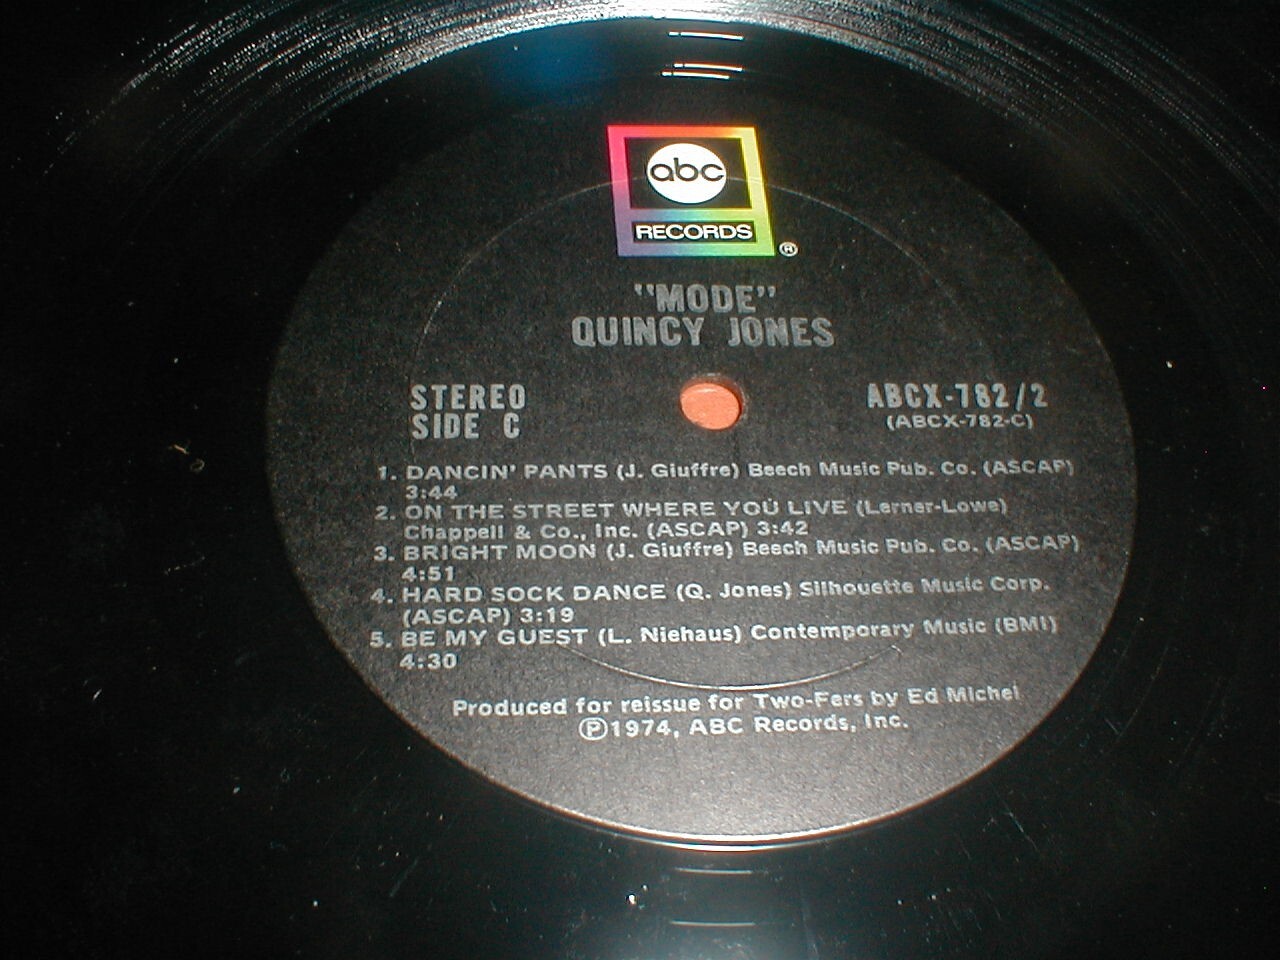 abc
RECORDS
®
"MODE"
QUINCY JONES
STEREO
SIDE C
ABCX-782/2
(ABCX-782-C)
1. DANCIN' PANTS (J. Giuffre) Beech Music Pub. Co. (ASCAP)
3:44
2. ON THE STREET WHERE YOU LIVE (Lerner-Lowe)
Chappell & Co., Inc. (ASCAP) 3:42
3. BRIGHT MOON (J. Giuffre) Beech Music Pub. Co. (ASCAP)
4:51
4. HARD SOCK DANCE (Q. Jones) Silhouette Music Corp.
(ASCAP) 3:19
5. BE MY GUEST (L. Niehaus) Contemporary Music (BMI)
4:30
Produced for reissue for Two-Fers by Ed Michel
℗1974, ABC Records, Inc.